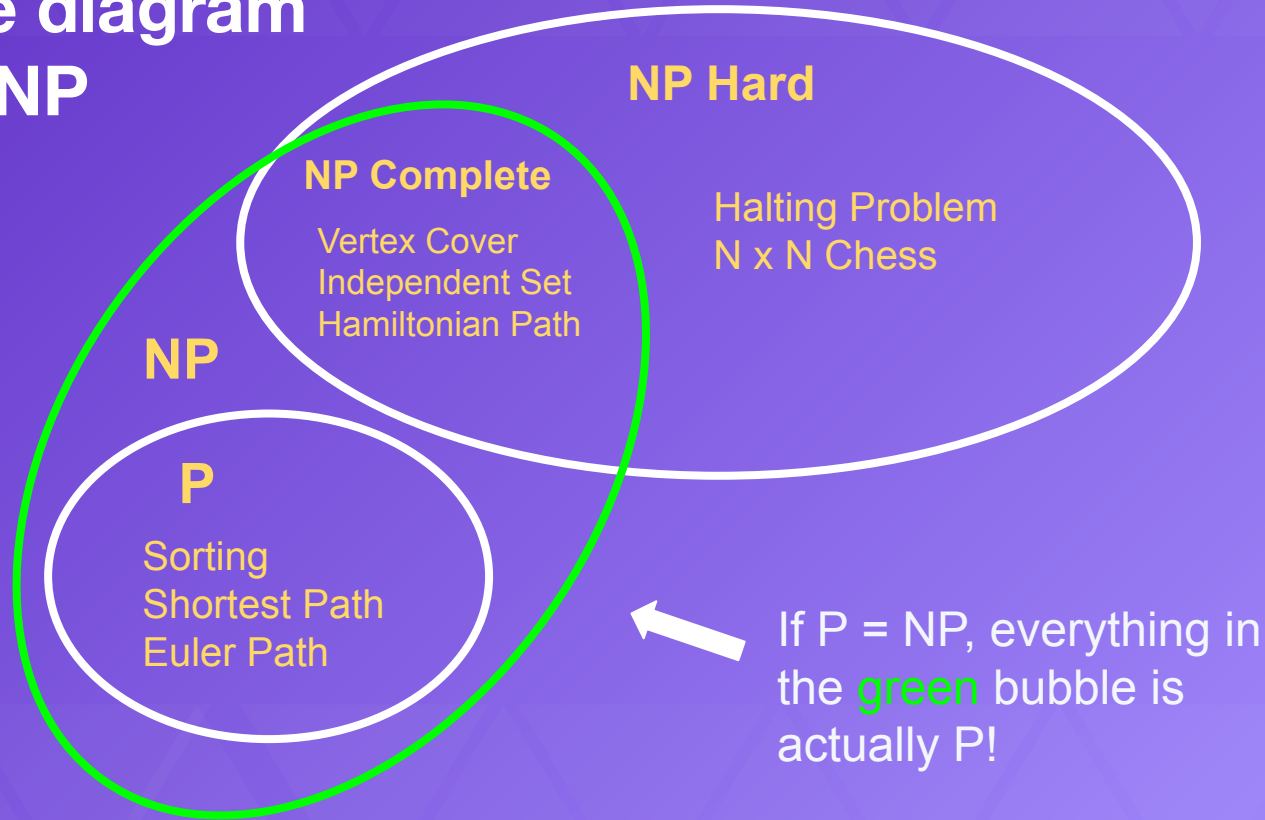 e diagram
NP
NP Hard
NP Complete
Vertex Cover
Independent Set
Hamiltonian Path
Halting Problem
N x N Chess
NP
P
Sorting
Shortest Path
Euler Path
If P = NP, everything in
the green bubble is
actually P!